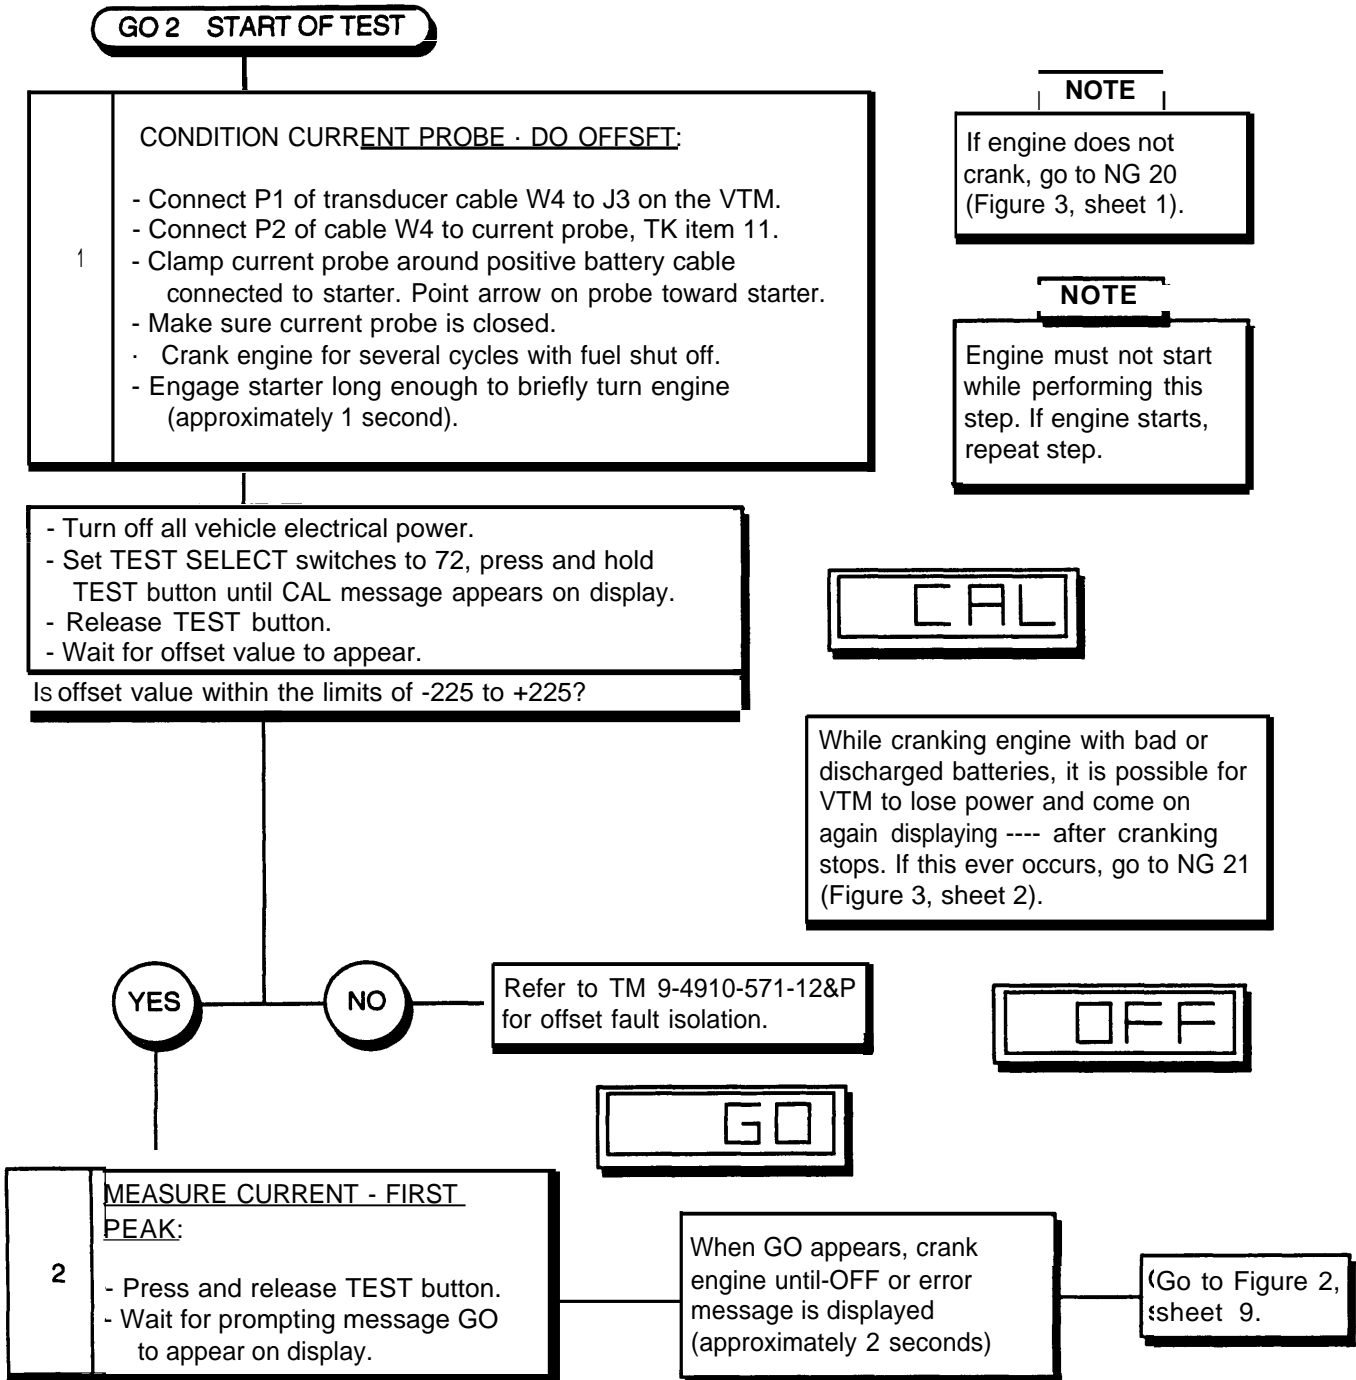 GO 2 START OF TEST
NOTE
If engine does not
crank, go to NG 20
(Figure 3, sheet 1).
1
CONDITION CURRENT PROBE · DO OFFSFT:
- Connect P1 of transducer cable W4 to J3 on the VTM.
- Connect P2 of cable W4 to current probe, TK item 11.
- Clamp current probe around positive battery cable
connected to starter. Point arrow on probe toward starter.
- Make sure current probe is closed.
· Crank engine for several cycles with fuel shut off.
- Engage starter long enough to briefly turn engine
(approximately 1 second).
NOTE
Engine must not start
while performing this
step. If engine starts,
repeat step.
- Turn off all vehicle electrical power.
- Set TEST SELECT switches to 72, press and hold
TEST button until CAL message appears on display.
- Release TEST button.
- Wait for offset value to appear.
Is offset value within the limits of -225 to +225?
CAL
While cranking engine with bad or
discharged batteries, it is possible for
VTM to lose power and come on
again displaying ---- after cranking
stops. If this ever occurs, go to NG 21
(Figure 3, sheet 2).
YES
NO
Refer to TM 9-4910-571-12&P
for offset fault isolation.
OFF
GO
2
MEASURE CURRENT - FIRST
PEAK:
- Press and release TEST button.
- Wait for prompting message GO
to appear on display.
When GO appears, crank
engine until-OFF or error
message is displayed
(approximately 2 seconds)
Go to Figure 2,
sheet 9.